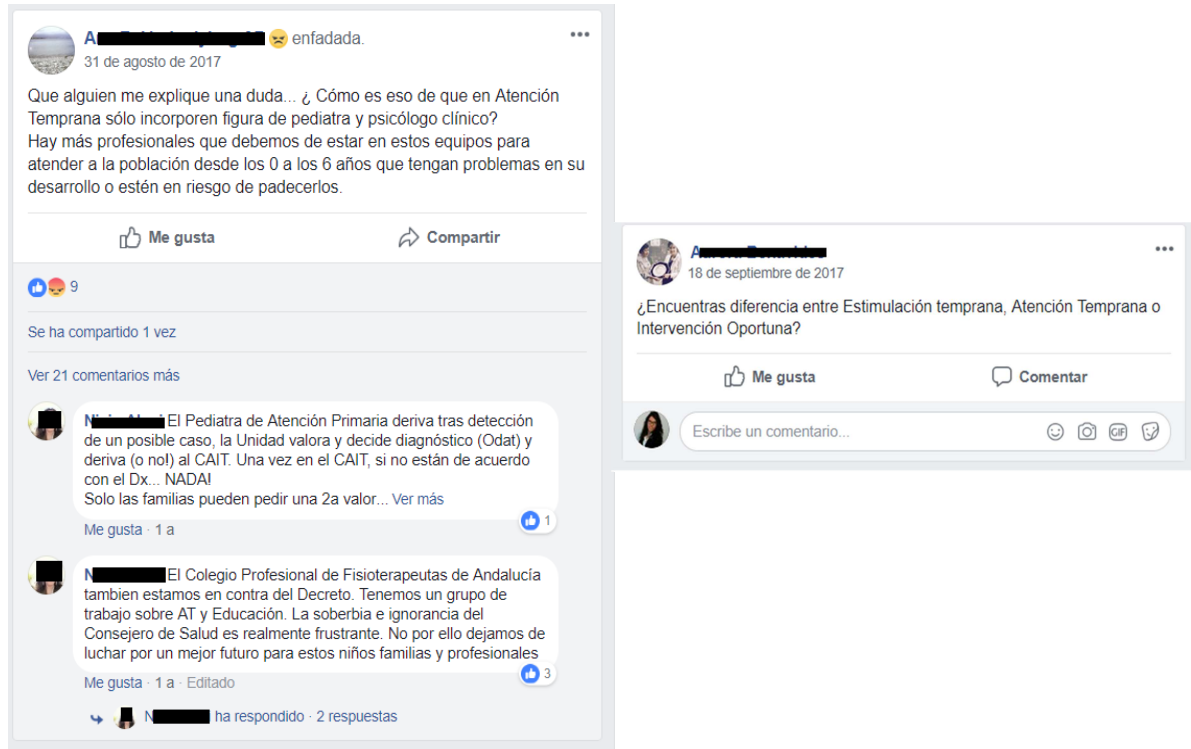 enfadada.
31 de agosto de 2017
Que alguien me explique una duda... ¿ Cómo es eso de que en Atención
Temprana sólo incorporen figura de pediatra y psicólogo clínico?
Hay más profesionales que debemos de estar en estos equipos para
atender a la población desde los 0 a los 6 años que tengan problemas en su
desarrollo o estén en riesgo de padecerlos.
Me gusta Compartir
9
Se ha compartido 1 vez
Ver 21 comentarios más
El Pediatra de Atención Primaria deriva tras detección
de un posible caso, la Unidad valora y decide diagnóstico (Odat) y
deriva (o no!) al CAIT. Una vez en el CAIT, si no están de acuerdo
con el Dx... NADA!
Solo las familias pueden pedir una 2a valor... Ver más
1
Me gusta · 1 a
El Colegio Profesional de Fisioterapeutas de Andalucía
tambien estamos en contra del Decreto. Tenemos un grupo de
trabajo sobre AT y Educación. La soberbia e ignorancia del
Consejero de Salud es realmente frustrante. No por ello dejamos de
luchar por un mejor futuro para estos niños familias y profesionales
3
Me gusta · 1 a · Editado
ha respondido · 2 respuestas
18 de septiembre de 2017
¿Encuentras diferencia entre Estimulación temprana, Atención Temprana o
Intervención Oportuna?
Me gusta Comentar
Escribe un comentario...
GIF